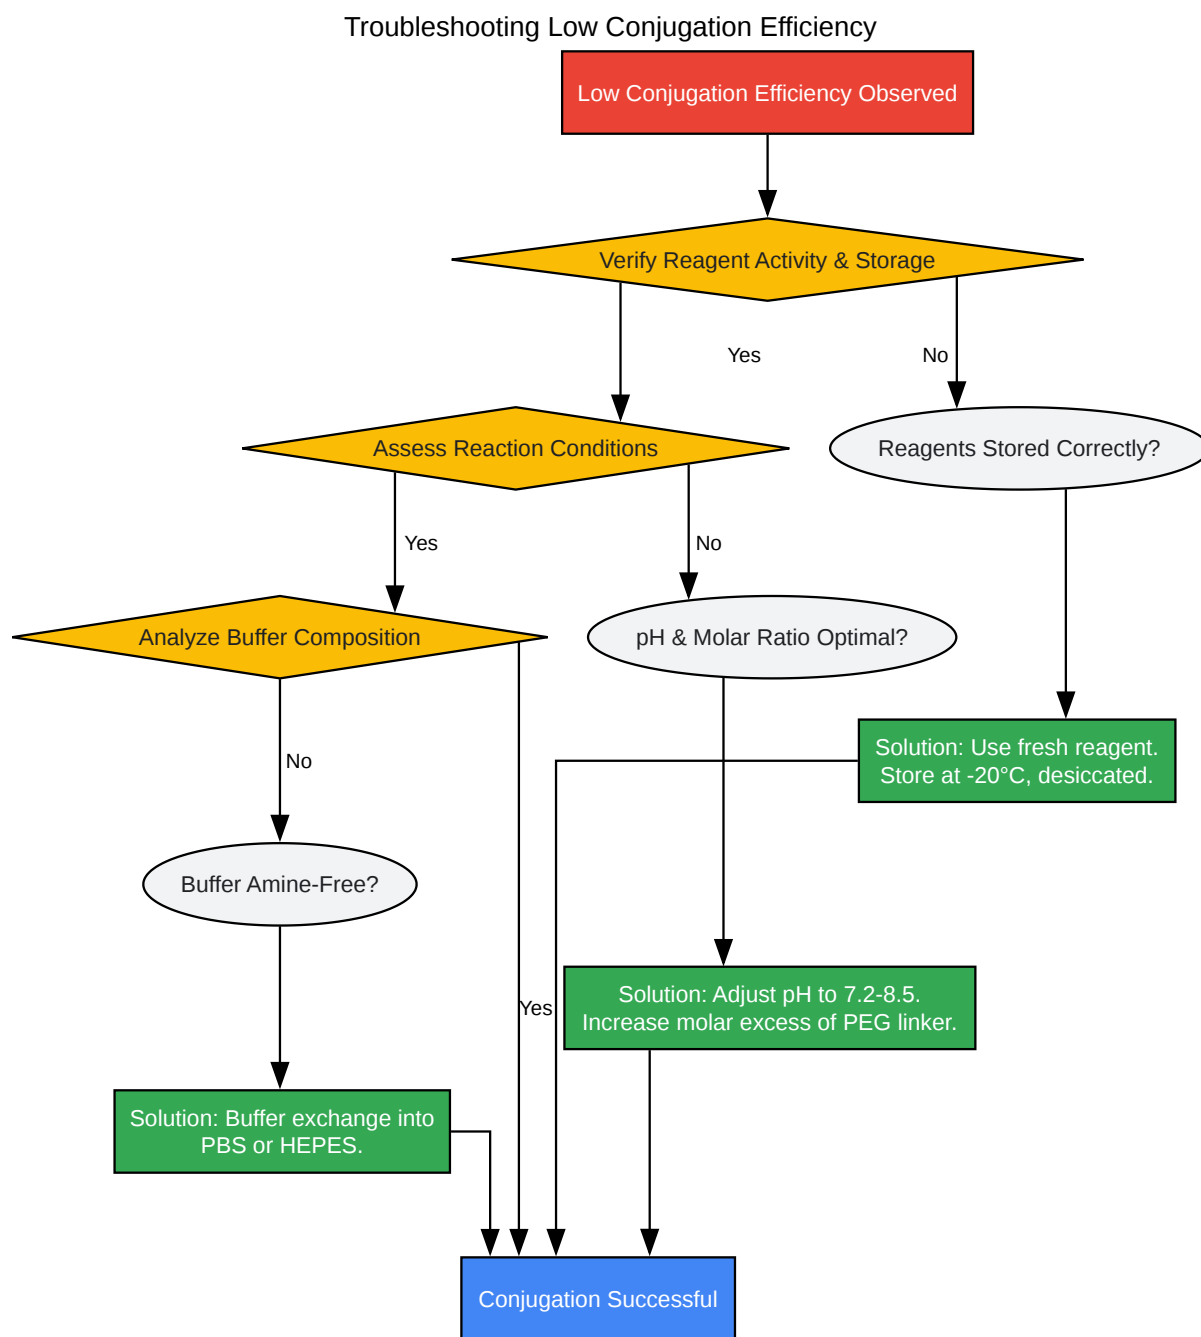 Troubleshooting Low Conjugation Efficiency
Low Conjugation Efficiency Observed
Verify Reagent Activity & Storage
Yes
No
Assess Reaction Conditions
Reagents Stored Correctly?
Yes
No
Analyze Buffer Composition
pH & Molar Ratio Optimal?
Solution: Use fresh reagent.
Store at -20°C, desiccated.
No
Buffer Amine-Free?
Yes
Solution: Adjust pH to 7.2-8.5.
Increase molar excess of PEG linker.
Solution: Buffer exchange into
PBS or HEPES.
Conjugation Successful